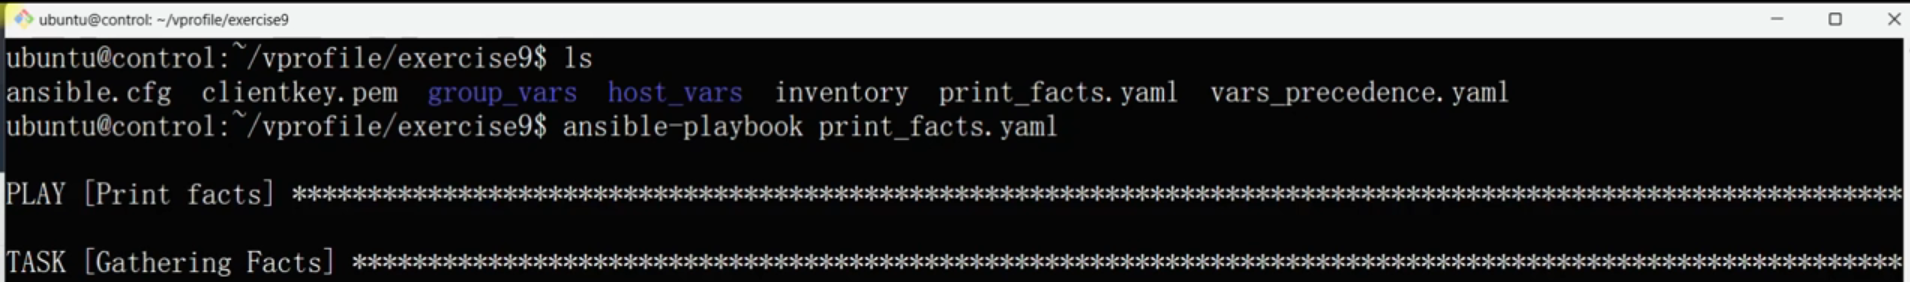 ubuntu@control: ~/vprofile/exercise9
ubuntu@control:~/vprofile/exercise9$ ls
ansible.cfg  clientkey.pem  group_vars  host_vars  inventory  print_facts.yaml  vars_precedence.yaml
ubuntu@control:~/vprofile/exercise9$ ansible-playbook print_facts.yaml
PLAY [Print facts] ***********************************************************************************************************
TASK [Gathering Facts] *******************************************************************************************************